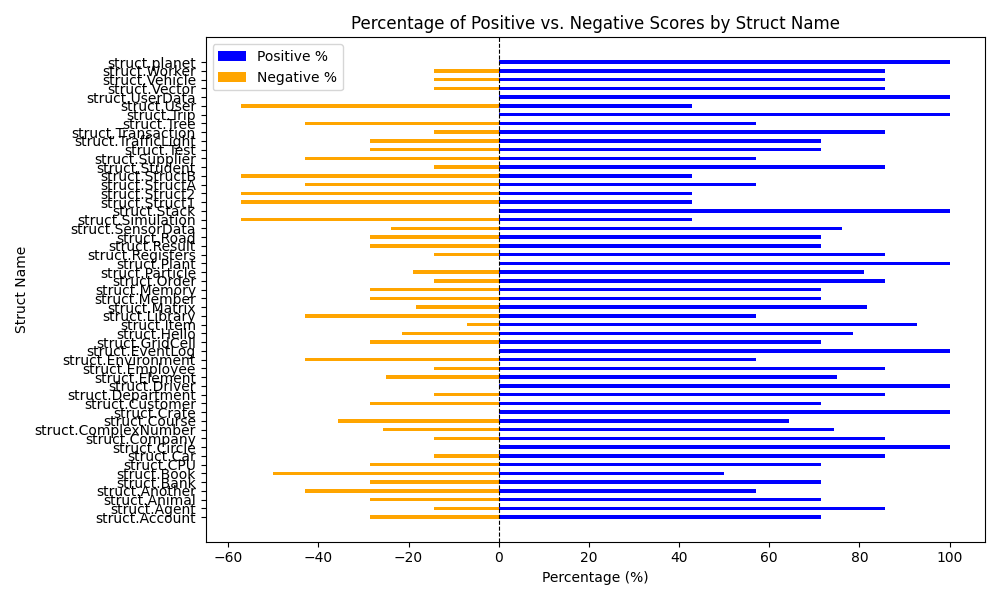 Percentage of Positive vs. Negative Scores by Struct Name
Positive %
Negative %
Struct Name
struct.planet
struct.Worker
struct.Vehicle
struct.Vector
struct.UserData
struct.User
struct.Trip
struct.Tree
struct.Transaction
struct.TrafficLight
struct.Test
struct.Supplier
struct.Student
struct.StructB
struct.StructA
struct.Struct2
struct.Struct1
struct.Stack
struct.Simulation
struct.SensorData
struct.Road
struct.Result
struct.Registers
struct.Plant
struct.Particle
struct.Order
struct.Memory
struct.Member
struct.Matrix
struct.Library
struct.Item
struct.Hello
struct.GridCell
struct.EventLog
struct.Environment
struct.Employee
struct.Element
struct.Driver
struct.Department
struct.Customer
struct.Crate
struct.Course
struct.ComplexNumber
struct.Company
struct.Circle
struct.Car
struct.CPU
struct.Book
struct.Bank
struct.Another
struct.Animal
struct.Agent
struct.Account
−60 −40 −20 0 20 40 60 80 100
Percentage (%)